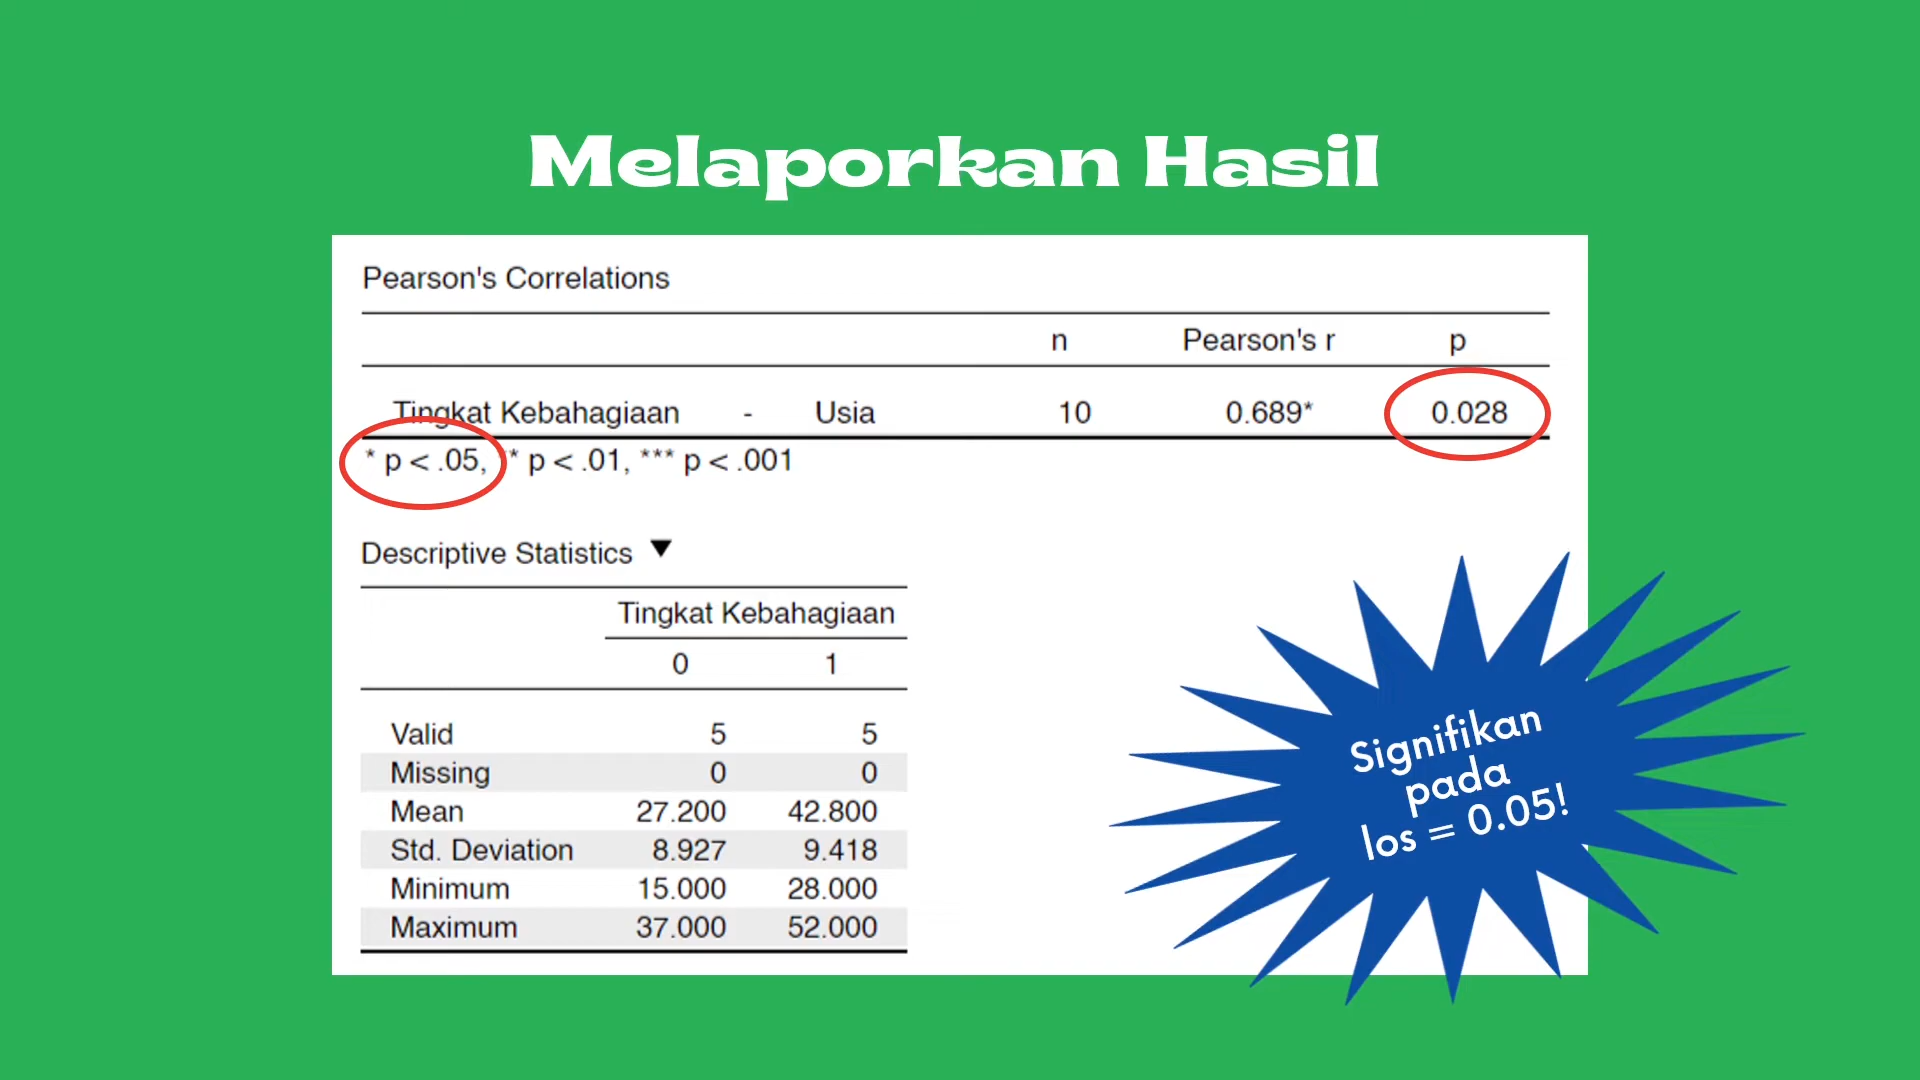 Melaporkan Hasil
Pearson's Correlations
n Pearson's r p
Tingkat Kebahagiaan - Usia 10 0.689* 0.028
* p < .05, ** p < .01, *** p < .001
Descriptive Statistics ▼
Tingkat Kebahagiaan
0 1
Valid 5 5
Missing 0 0
Mean 27.200 42.800
Std. Deviation 8.927 9.418
Minimum 15.000 28.000
Maximum 37.000 52.000
Signifikan
pada
los = 0.05!